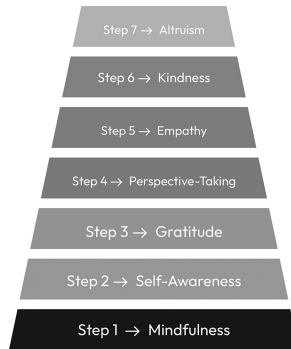 Step 7 → Altruism
Step 6 → Kindness
Step 5 → Empathy
Step 4 → Perspective-Taking
Step 3 → Gratitude
Step 2 → Self-Awareness
Step 1 → Mindfulness